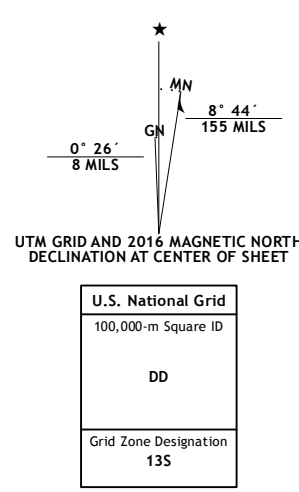 ★
MN
8° 44´
155 MILS
GN
0° 26´
8 MILS
UTM GRID AND 2016 MAGNETIC NORTH
DECLINATION AT CENTER OF SHEET
U.S. National Grid
100,000-m Square ID
DD
Grid Zone Designation
13S